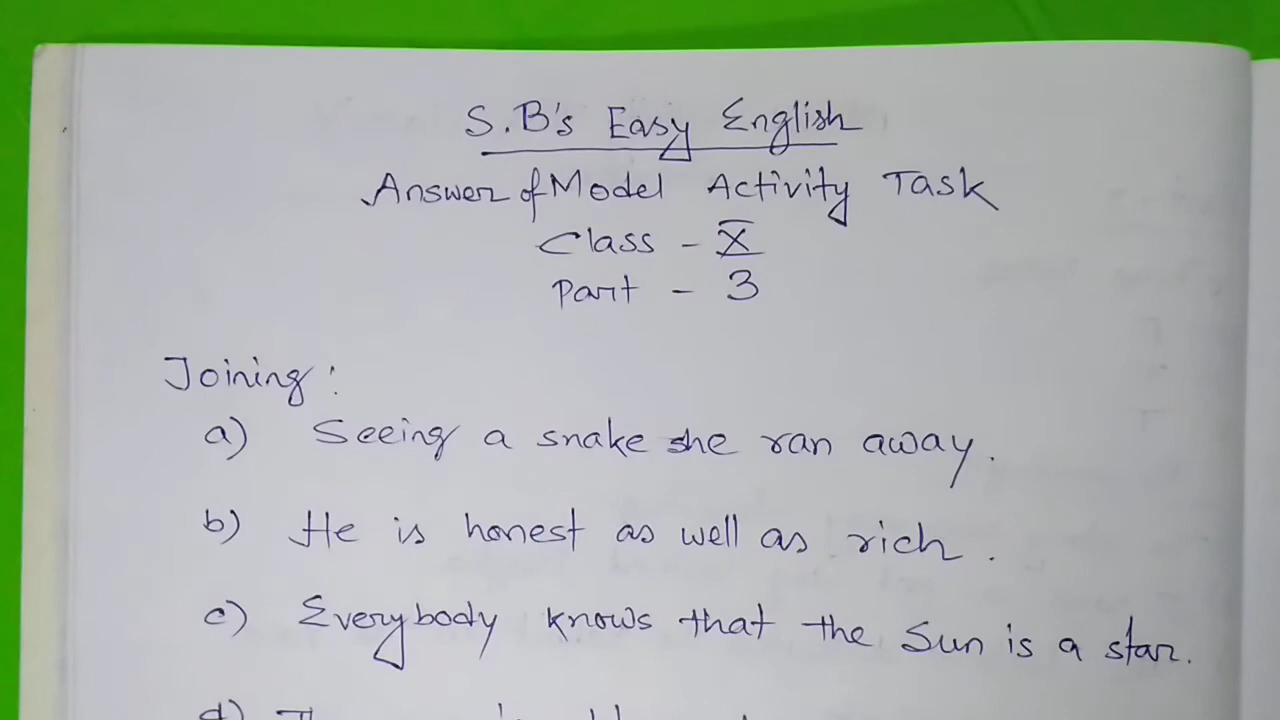 S.B's Easy English
Answer of Model Activity Task
Class - X
Part - 3
Joining:
a) Seeing a snake she ran away.
b) He is honest as well as rich.
c) Everybody knows that the Sun is a star.
d)